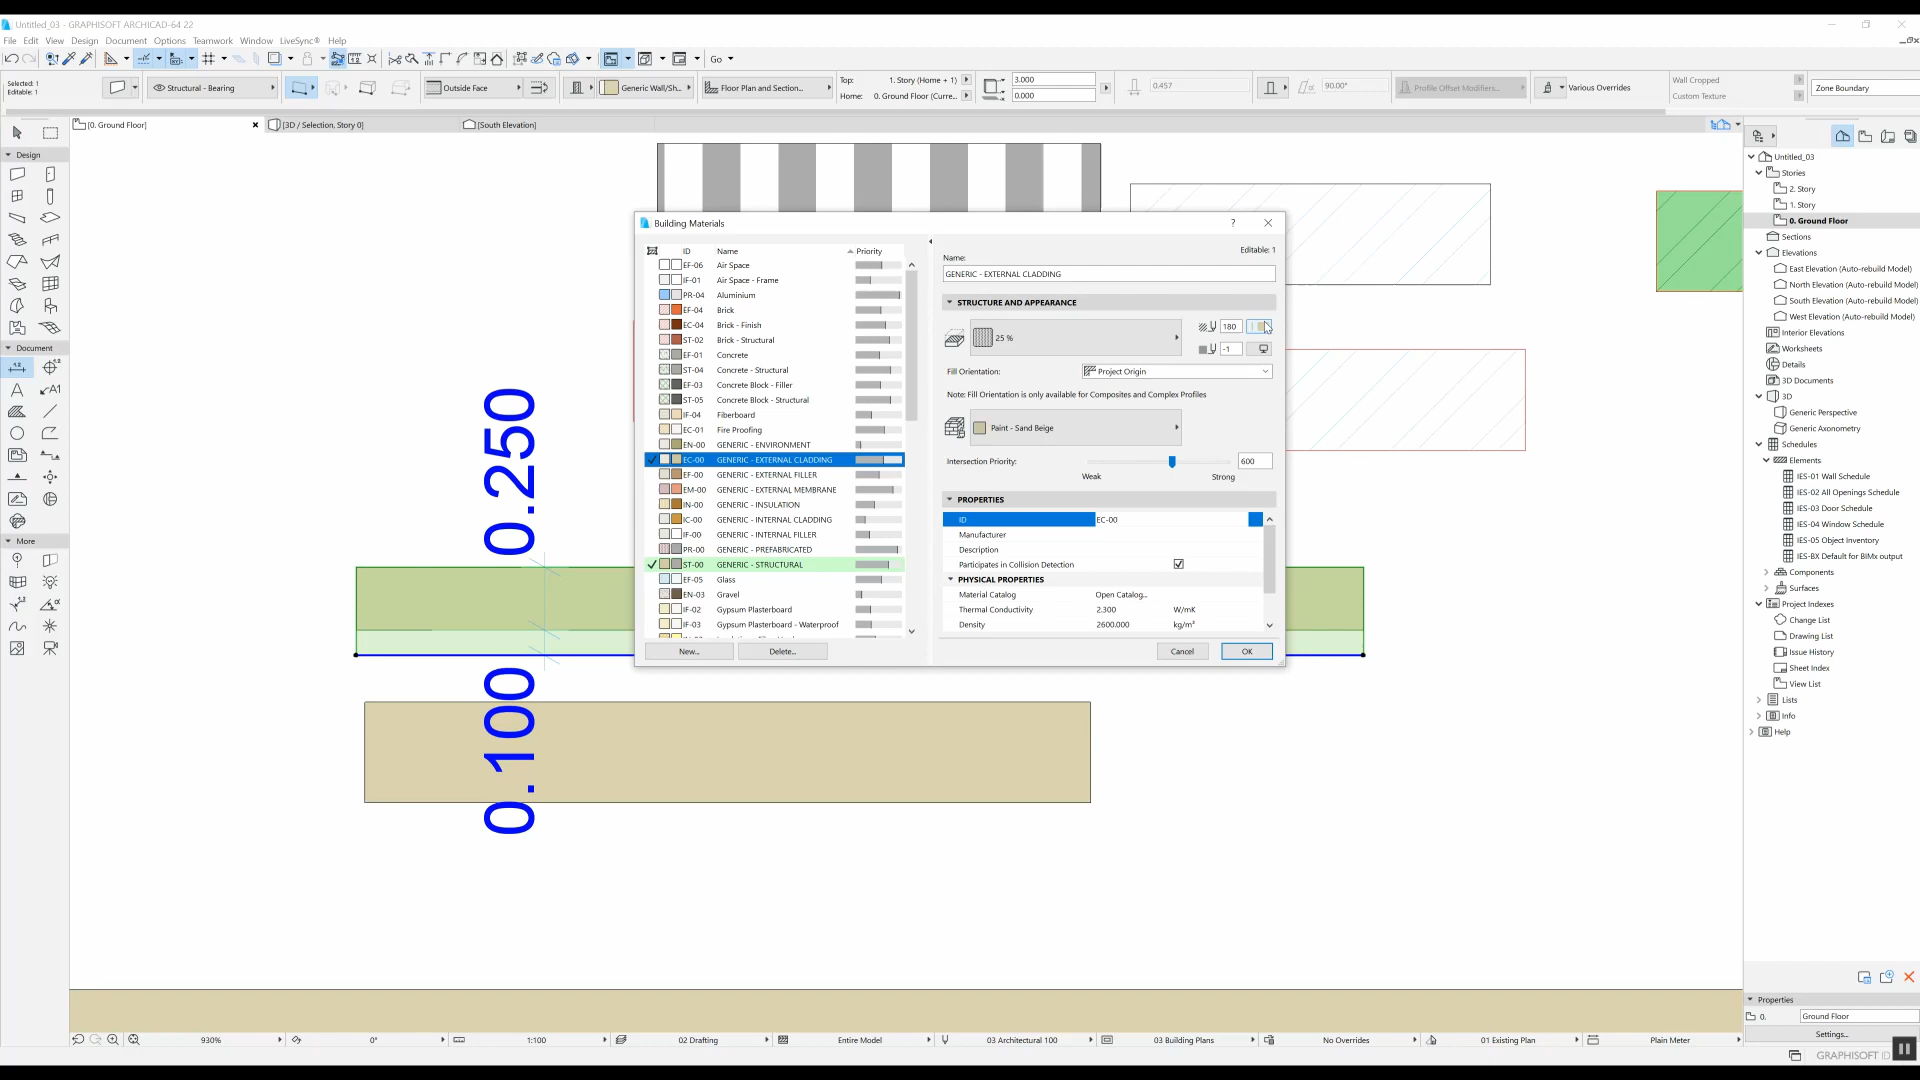 Untitled_03 - GRAPHISOFT ARCHICAD-64 22
File Edit View Design Document Options Teamwork Window LiveSync® Help
Go
Selected: 1
Editable: 1
Structural - Bearing
Outside Face
Generic Wall/Sh...
Floor Plan and Section...
Top: 1. Story (Home + 1)
Home: 0. Ground Floor (Curre...
3.000
0.000
0.457
90.00°
Profile Offset Modifiers...
Various Overrides
Wall Cropped
Custom Texture
Zone Boundary
[0. Ground Floor]
[3D / Selection, Story 0]
[South Elevation]
Design
Document
More
0.250
0.100
Building Materials
ID Name Priority
EF-06 Air Space
IF-01 Air Space - Frame
PR-04 Aluminium
EF-04 Brick
EC-04 Brick - Finish
ST-02 Brick - Structural
EF-01 Concrete
ST-04 Concrete - Structural
EF-03 Concrete Block - Filler
ST-05 Concrete Block - Structural
IF-04 Fiberboard
EC-01 Fire Proofing
EN-00 GENERIC - ENVIRONMENT
EC-00 GENERIC - EXTERNAL CLADDING
EF-00 GENERIC - EXTERNAL FILLER
EM-00 GENERIC - EXTERNAL MEMBRANE
IN-00 GENERIC - INSULATION
IC-00 GENERIC - INTERNAL CLADDING
IF-00 GENERIC - INTERNAL FILLER
PR-00 GENERIC - PREFABRICATED
ST-00 GENERIC - STRUCTURAL
EF-05 Glass
EN-03 Gravel
IF-02 Gypsum Plasterboard
IF-03 Gypsum Plasterboard - Waterproof
New...
Delete...
Editable: 1
Name:
GENERIC - EXTERNAL CLADDING
STRUCTURE AND APPEARANCE
25 %
180
-1
Fill Orientation:
Project Origin
Note: Fill Orientation is only available for Composites and Complex Profiles
Paint - Sand Beige
Intersection Priority:
600
Weak
Strong
PROPERTIES
ID EC-00
Manufacturer
Description
Participates in Collision Detection
PHYSICAL PROPERTIES
Material Catalog Open Catalog...
Thermal Conductivity 2.300 W/mK
Density 2600.000 kg/m³
Cancel
OK
Untitled_03
Stories
2. Story
1. Story
0. Ground Floor
Sections
Elevations
East Elevation (Auto-rebuild Model)
North Elevation (Auto-rebuild Model)
South Elevation (Auto-rebuild Model)
West Elevation (Auto-rebuild Model)
Interior Elevations
Worksheets
Details
3D Documents
3D
Generic Perspective
Generic Axonometry
Schedules
Elements
IES-01 Wall Schedule
IES-02 All Openings Schedule
IES-03 Door Schedule
IES-04 Window Schedule
IES-05 Object Inventory
IES-BX Default for BIMx output
Components
Surfaces
Project Indexes
Change List
Drawing List
Issue History
Sheet Index
View List
Lists
Info
Help
Properties
0. Ground Floor
Settings...
930%
0°
1:100
02 Drafting
Entire Model
03 Architectural 100
03 Building Plans
No Overrides
01 Existing Plan
Plain Meter
GRAPHISOFT ID